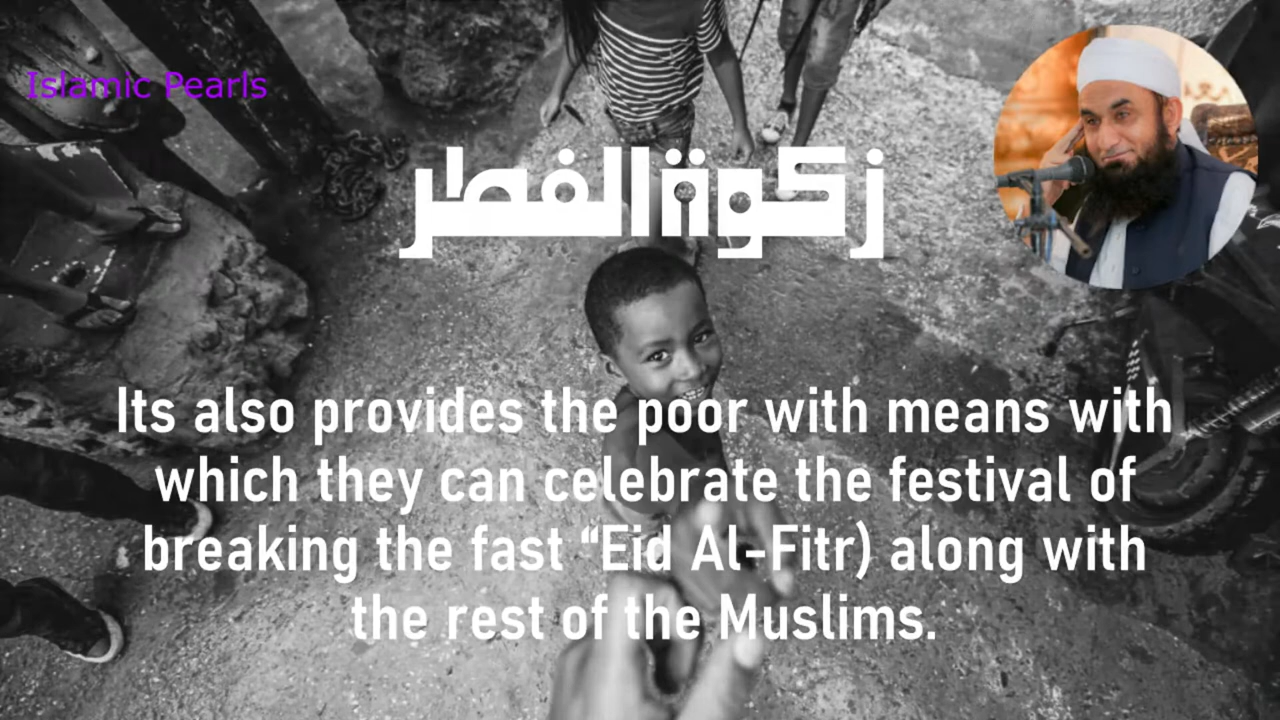 Islamic Pearls
زكوة الفطر
Its also provides the poor with means with
which they can celebrate the festival of
breaking the fast “Eid Al-Fitr) along with
the rest of the Muslims.